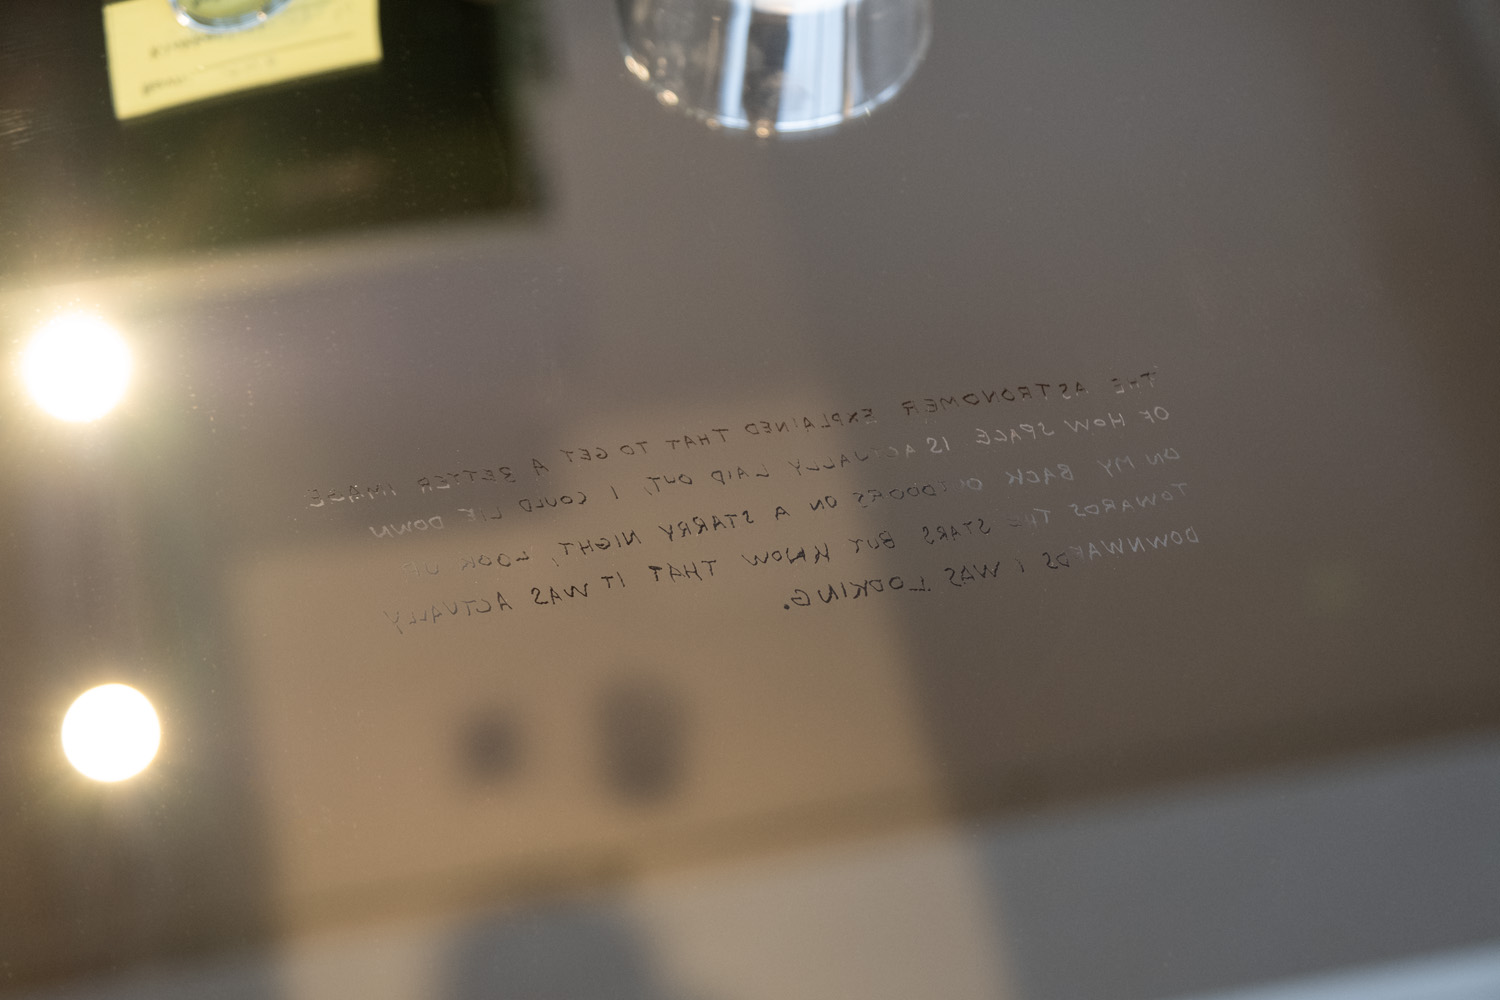 THE ASTRONOMER EXPLAINED THAT TO GET A BETTER IMAGE
OF HOW SPACE IS ACTUALLY LAID OUT, I COULD LIE DOWN
ON MY BACK OUTDOORS ON A STARRY NIGHT, LOOK UP
TOWARDS THE STARS BUT KNOW THAT IT WAS ACTUALLY
DOWNWARDS I WAS LOOKING.